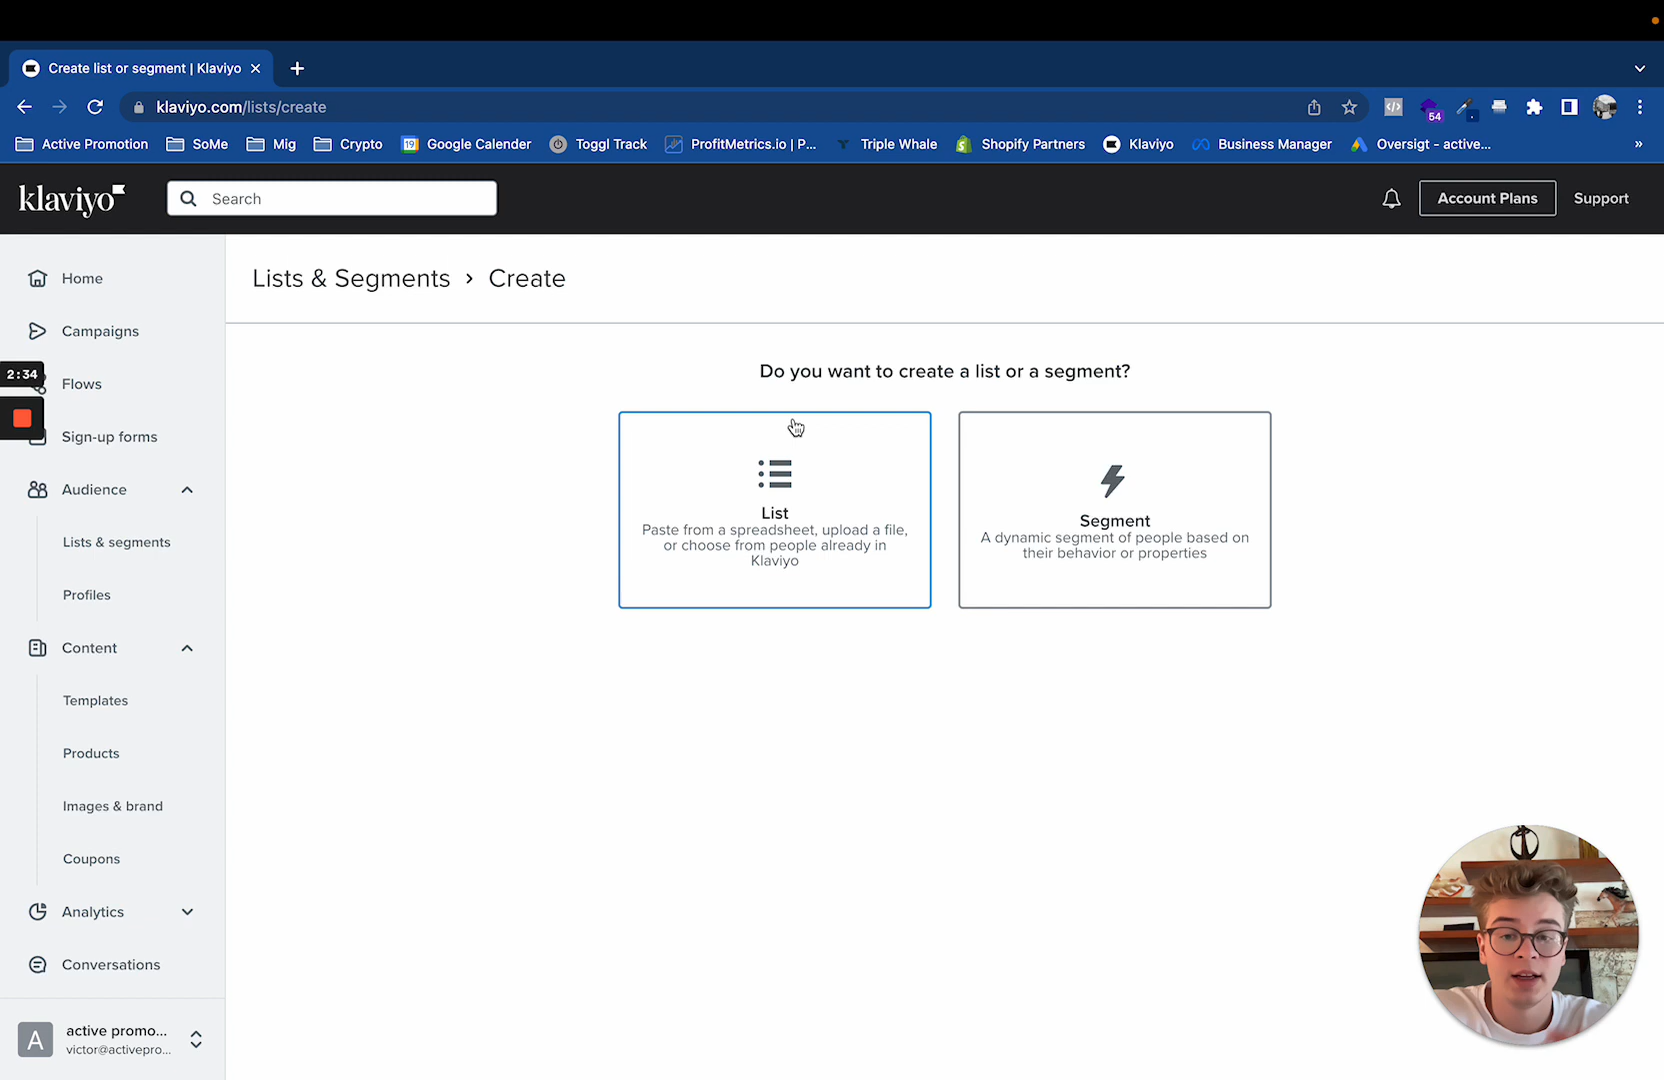 Create list or segment | Klaviyo
klaviyo.com/lists/create
54
Active Promotion
SoMe
Mig
Crypto
19
Google Calender
Toggl Track
ProfitMetrics.io | P...
Triple Whale
Shopify Partners
Klaviyo
Business Manager
Oversigt - active...
»
klaviyo
Search
Account Plans
Support
Home
Campaigns
2:34
Flows
Sign-up forms
Audience
Lists & segments
Profiles
Content
Templates
Products
Images & brand
Coupons
Analytics
Conversations
A
active promo...
victor@activepro...
Lists & Segments › Create
Do you want to create a list or a segment?
List
Paste from a spreadsheet, upload a file,
or choose from people already in
Klaviyo
Segment
A dynamic segment of people based on
their behavior or properties